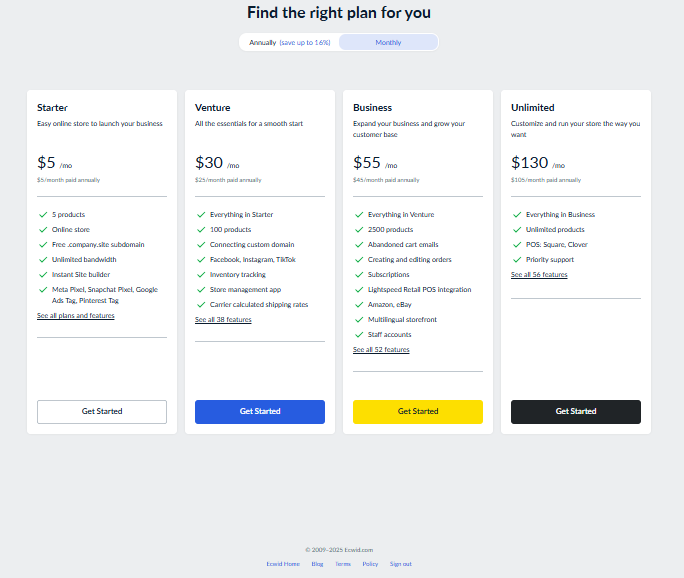 Find the right plan for you
Annually (save up to 16%)
Monthly
Starter
Easy online store to launch your business
$5 /mo
$5/month paid annually
5 products
Online store
Free .company.site subdomain
Unlimited bandwidth
Instant Site builder
Meta Pixel, Snapchat Pixel, Google
Ads Tag, Pinterest Tag
See all plans and features
Get Started
Venture
All the essentials for a smooth start
$30 /mo
$25/month paid annually
Everything in Starter
100 products
Connecting custom domain
Facebook, Instagram, TikTok
Inventory tracking
Store management app
Carrier calculated shipping rates
See all 38 features
Get Started
Business
Expand your business and grow your
customer base
$55 /mo
$45/month paid annually
Everything in Venture
2500 products
Abandoned cart emails
Creating and editing orders
Subscriptions
Lightspeed Retail POS integration
Amazon, eBay
Multilingual storefront
Staff accounts
See all 52 features
Get Started
Unlimited
Customize and run your store the way you
want
$130 /mo
$105/month paid annually
Everything in Business
Unlimited products
POS: Square, Clover
Priority support
See all 56 features
Get Started
© 2009–2025 Ecwid.com
Ecwid Home
Blog
Terms
Policy
Sign out